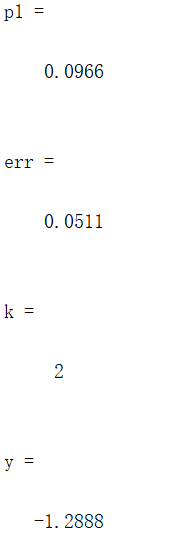 p1 =
0.0966
err =
0.0511
k =
2
y =
-1.2888